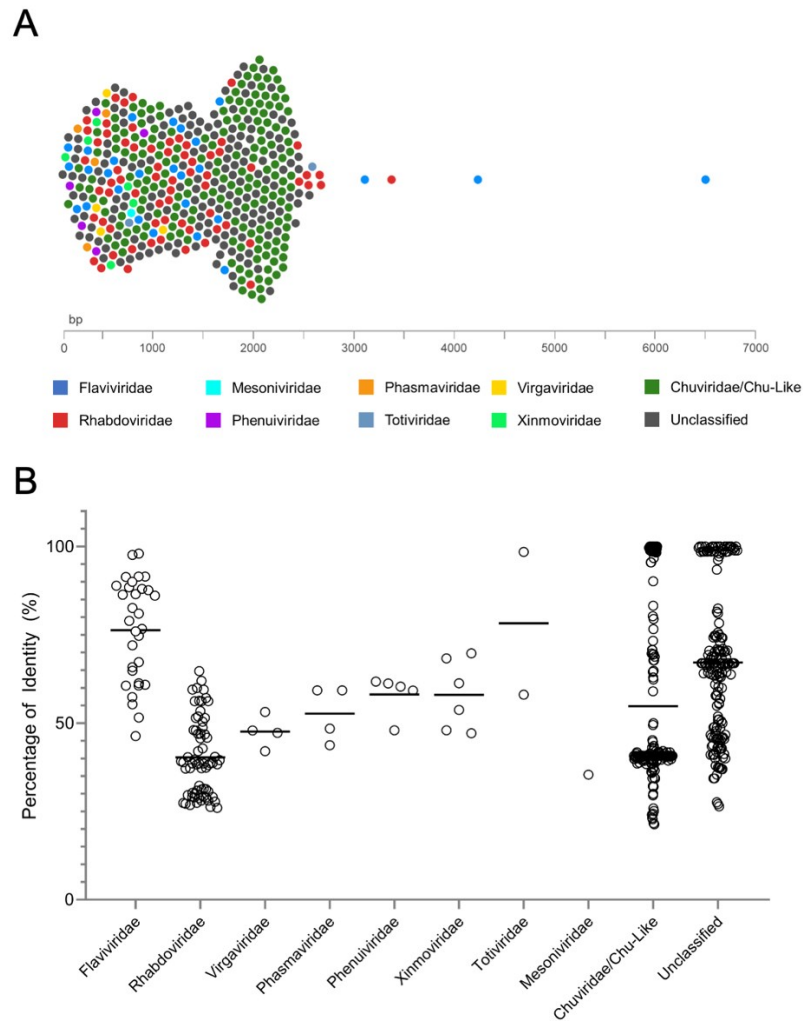 A
bp
0 1000 2000 3000 4000 5000 6000 7000
Flaviviridae Mesoniviridae Phasmaviridae Virgaviridae Chuviridae/Chu-Like
Rhabdoviridae Phenuiviridae Totiviridae Xinmoviridae Unclassified
B
Percentage of Identity (%)
100
50
0
Flaviviridae
Rhabdoviridae
Virgaviridae
Phasmaviridae
Phenuiviridae
Xinmoviridae
Totiviridae
Mesoniviridae
Chuviridae/Chu-Like
Unclassified